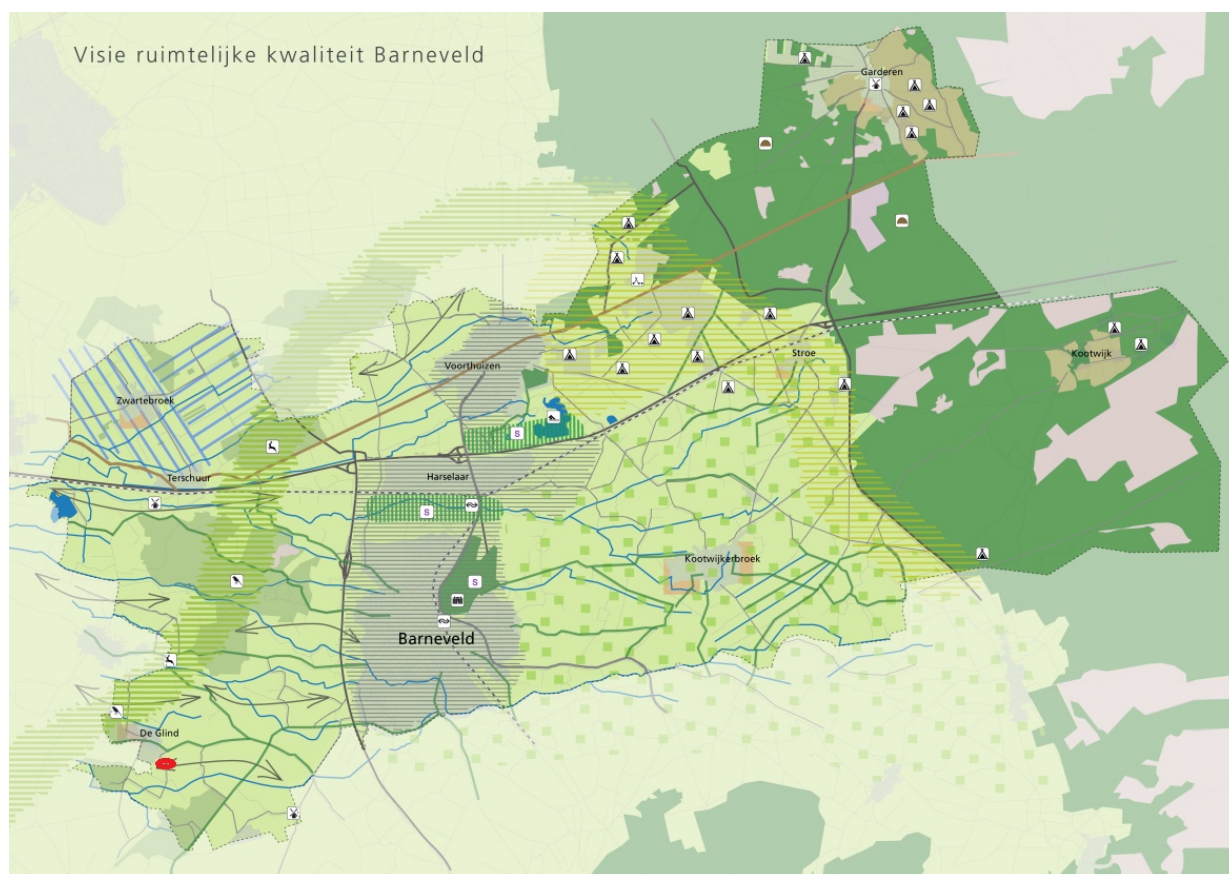 Visie ruimtelijke kwaliteit Barneveld
Garderen
Voorthuizen
Stroe
Kootwijk
Zwartebroek
Terschuur
Harselaar
S
S
Kootwijkerbroek
S
Barneveld
De Glind